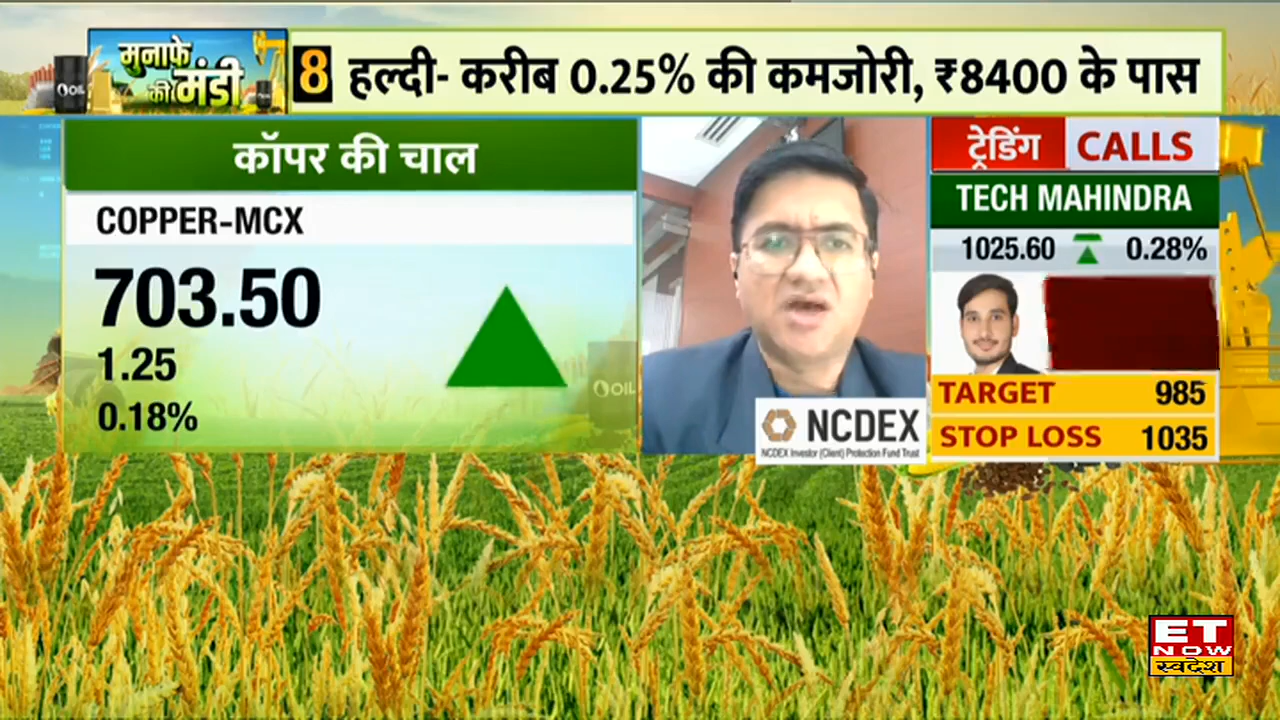 मुनाफे
की मंडी
OIL
8 हल्दी- करीब 0.25% की कमजोरी, ₹8400 के पास
कॉपर की चाल
COPPER-MCX
703.50
1.25
0.18%
OIL
NCDEX
NCDEX Investor (Client) Protection Fund Trust
ट्रेडिंग CALLS
TECH MAHINDRA
1025.60 0.28%
TARGET 985
STOP LOSS 1035
ET
NOW
स्वदेश